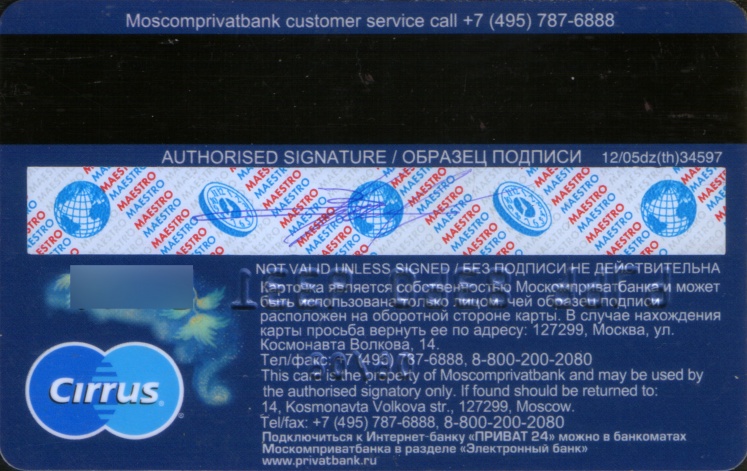 Moscomprivatbank customer service call +7 (495) 787-6888
AUTHORISED SIGNATURE / ОБРАЗЕЦ ПОДПИСИ 12/05dz(th)34597
MAESTRO MAESTRO MAESTRO MAESTRO MAESTRO
NOT VALID UNLESS SIGNED / БЕЗ ПОДПИСИ НЕ ДЕЙСТВИТЕЛЬНА
Карточка является собственностью Москомприватбанка и может
быть использована только лицом чей образец подписи
расположен на оборотной стороне карты. В случае нахождения
карты просьба вернуть ее по адресу: 127299, Москва, ул.
Космонавта Волкова, 14.
Тел/факс: +7 (495) 787-6888, 8-800-200-2080
This card is the property of Moscomprivatbank and may be used by
the authorised signatory only. If found should be returned to:
14, Kosmonavta Volkova str., 127299, Moscow.
Tel/fax: +7 (495) 787-6888, 8-800-200-2080
Подключиться к Интернет-банку «ПРИВАТ 24» можно в банкоматах
Москомприватбанка в разделе «Электронный банк»
www.privatbank.ru
Cirrus